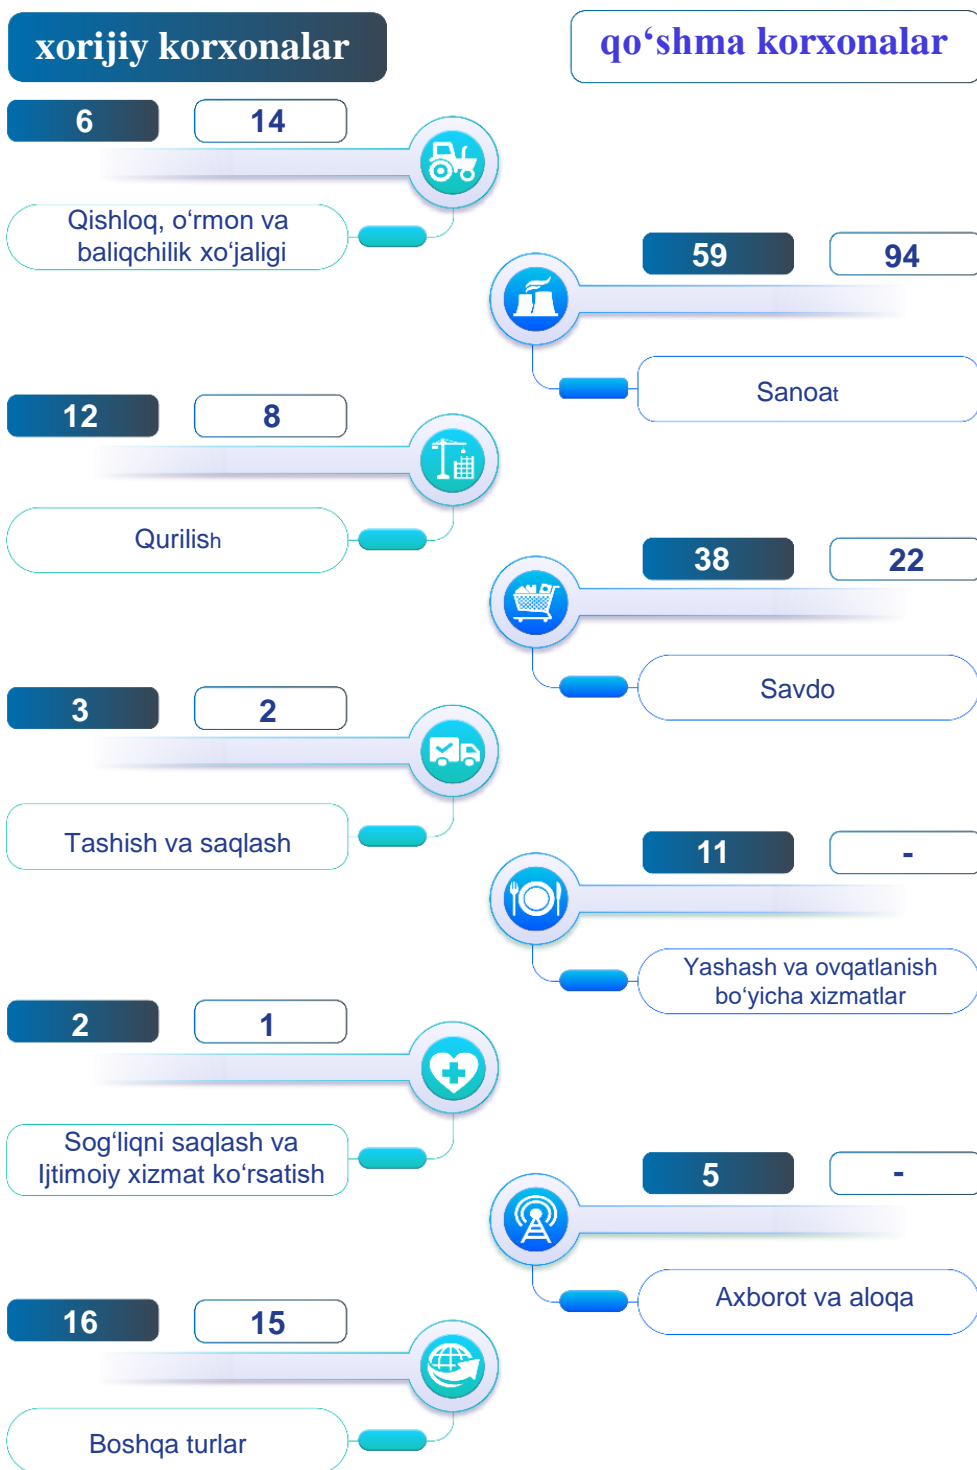 xorijiy korxonalar
qo‘shma korxonalar
6
14
Qishloq, o‘rmon va
baliqchilik xo‘jaligi
59
94
Sanoat
12
8
Qurilish
38
22
Savdo
3
2
Tashish va saqlash
11
-
Yashash va ovqatlanish
bo‘yicha xizmatlar
2
1
Sog‘liqni saqlash va
Ijtimoiy xizmat ko‘rsatish
5
-
Axborot va aloqa
16
15
Boshqa turlar